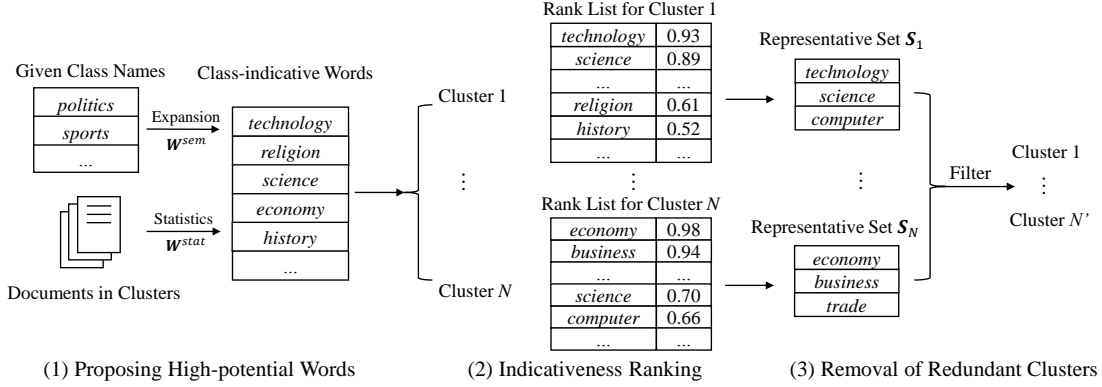 Given Class Names
politics
sports
...
Expansion
W^sem
Documents in Clusters
Statistics
W^stat
Class-indicative Words
technology
religion
science
economy
history
...
(1) Proposing High-potential Words
Cluster 1
⋮
Cluster N
Rank List for Cluster 1
technology 0.93
science 0.89
... ...
religion 0.61
history 0.52
... ...
⋮
Rank List for Cluster N
economy 0.98
business 0.94
... ...
science 0.70
computer 0.66
... ...
(2) Indicativeness Ranking
Representative Set S_1
technology
science
computer
⋮
Representative Set S_N
economy
business
trade
Filter
Cluster 1
⋮
Cluster N'
(3) Removal of Redundant Clusters